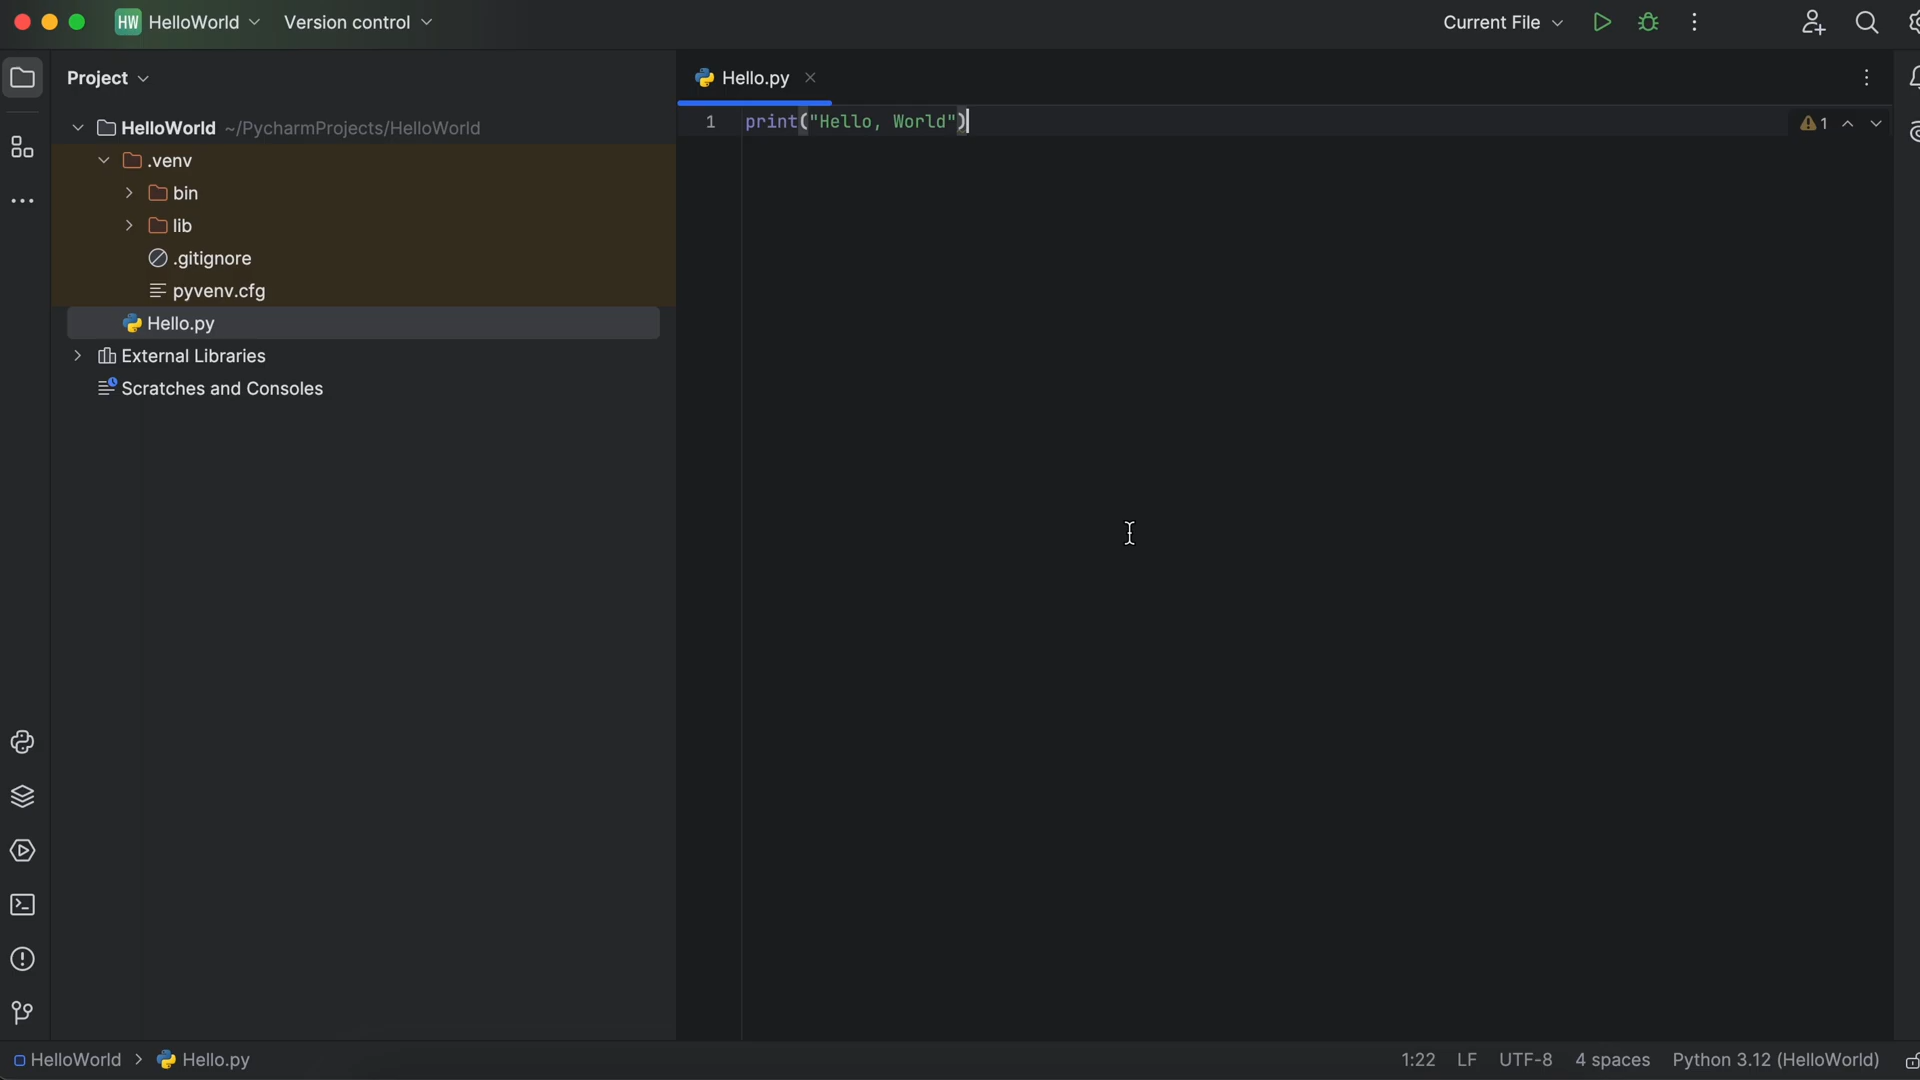 HW HelloWorld Version control Current File
Project
Hello.py
HelloWorld ~/PycharmProjects/HelloWorld
1 print("Hello, World")
1
.venv
bin
lib
.gitignore
pyvenv.cfg
Hello.py
External Libraries
Scratches and Consoles
HelloWorld > Hello.py
1:22 LF UTF-8 4 spaces Python 3.12 (HelloWorld)